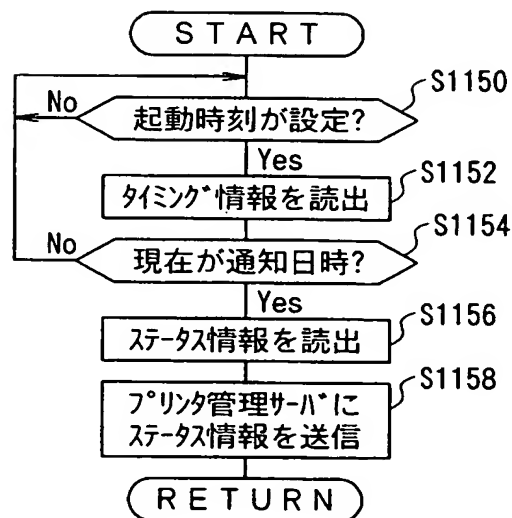 START
S1150
No
起動時刻が設定?
Yes
S1152
タイミング情報を読出
S1154
No
現在が通知日時?
Yes
S1156
ステータス情報を読出
S1158
プリンタ管理サーバに
ステータス情報を送信
RETURN